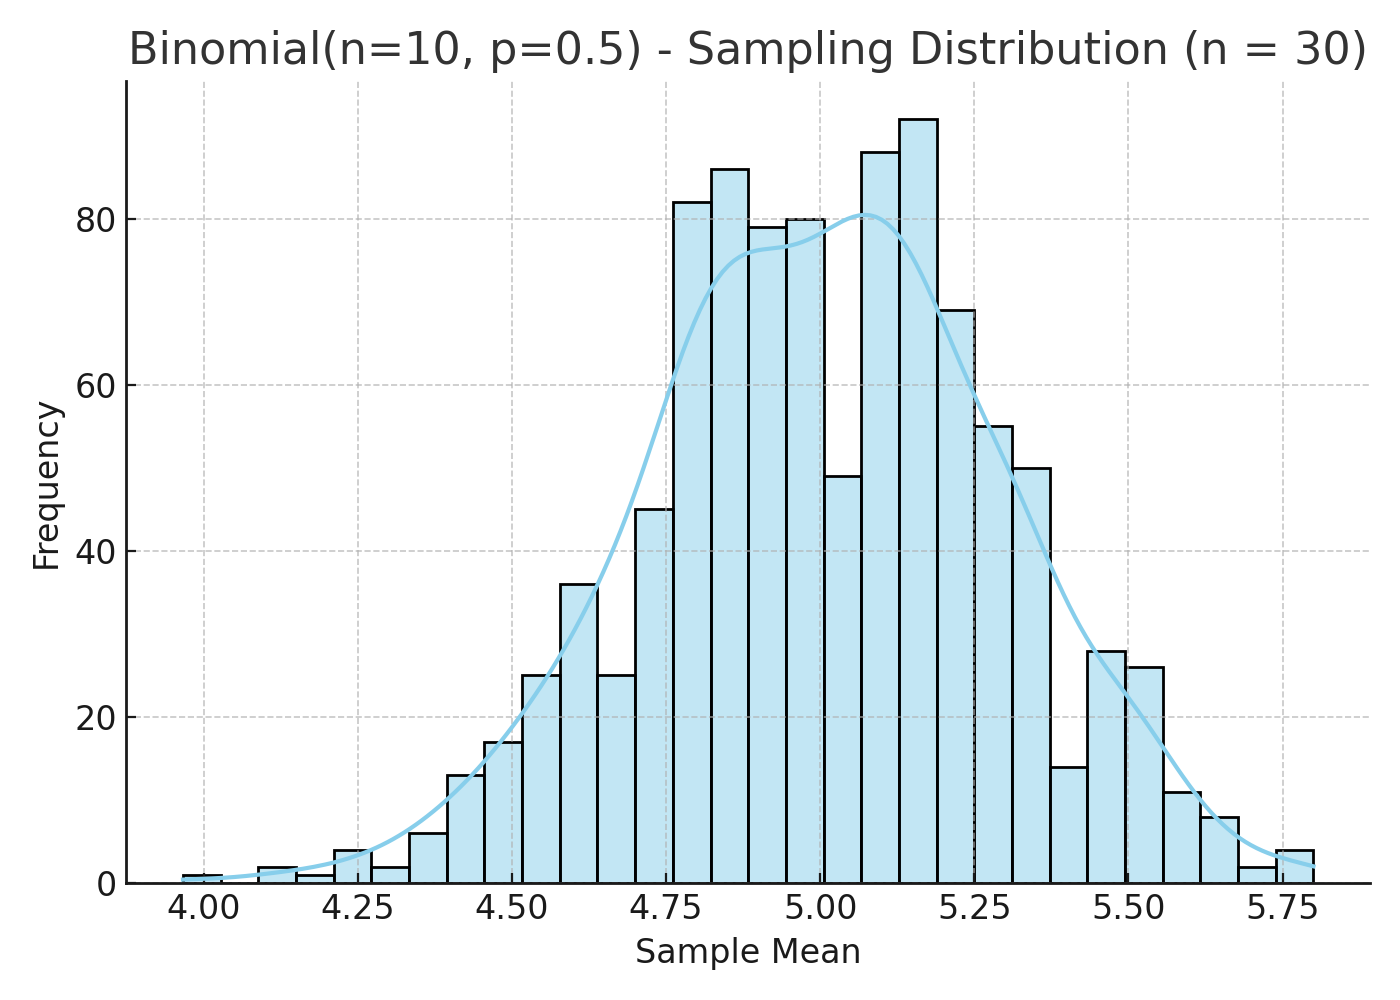 Binomial(n=10, p=0.5) - Sampling Distribution (n = 30)
Frequency
80
60
40
20
0
4.00 4.25 4.50 4.75 5.00 5.25 5.50 5.75
Sample Mean